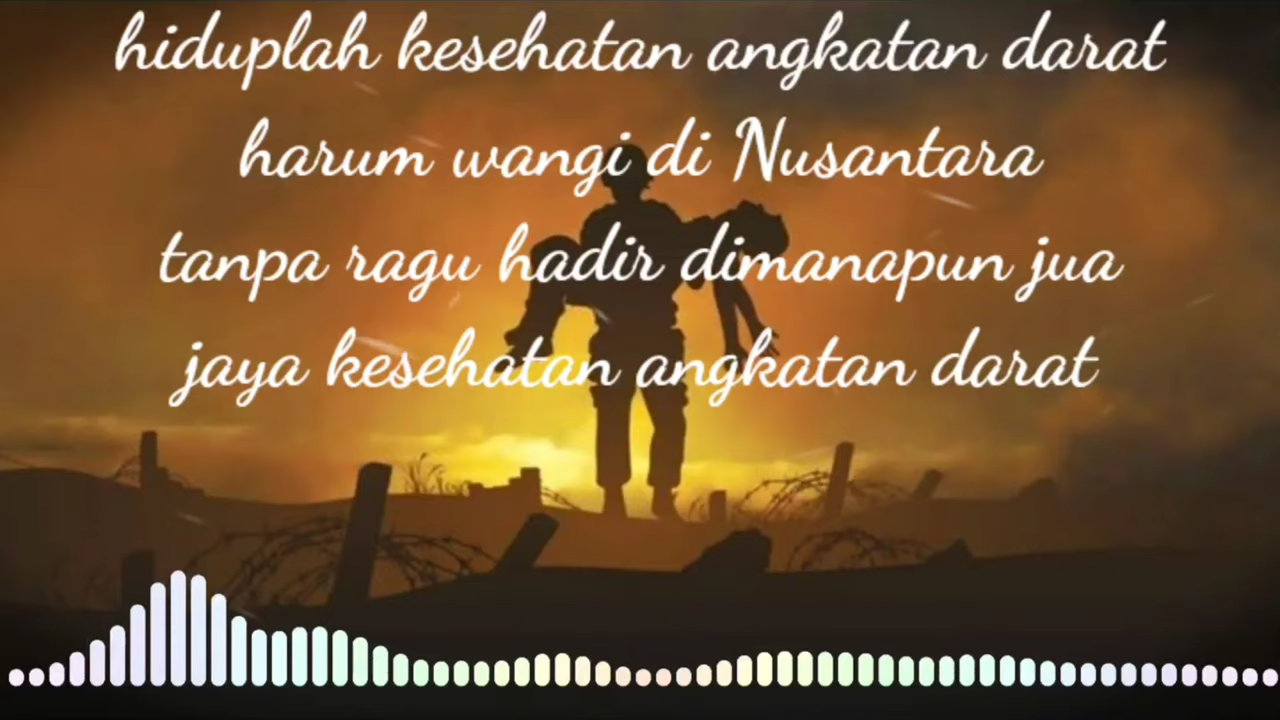 hiduplah kesehatan angkatan darat
harum wangi di Nusantara
tanpa ragu hadir dimanapun jua
jaya kesehatan angkatan darat